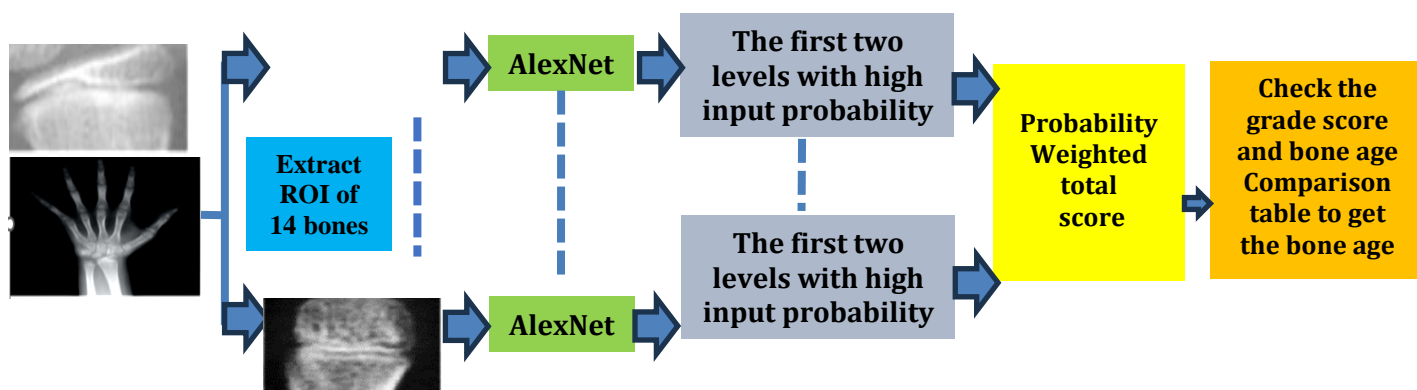 Extract
ROI of
14 bones
AlexNet
AlexNet
The first two
levels with high
input probability
The first two
levels with high
input probability
Probability
Weighted
total
score
Check the
grade score
and bone age
Comparison
table to get
the bone age